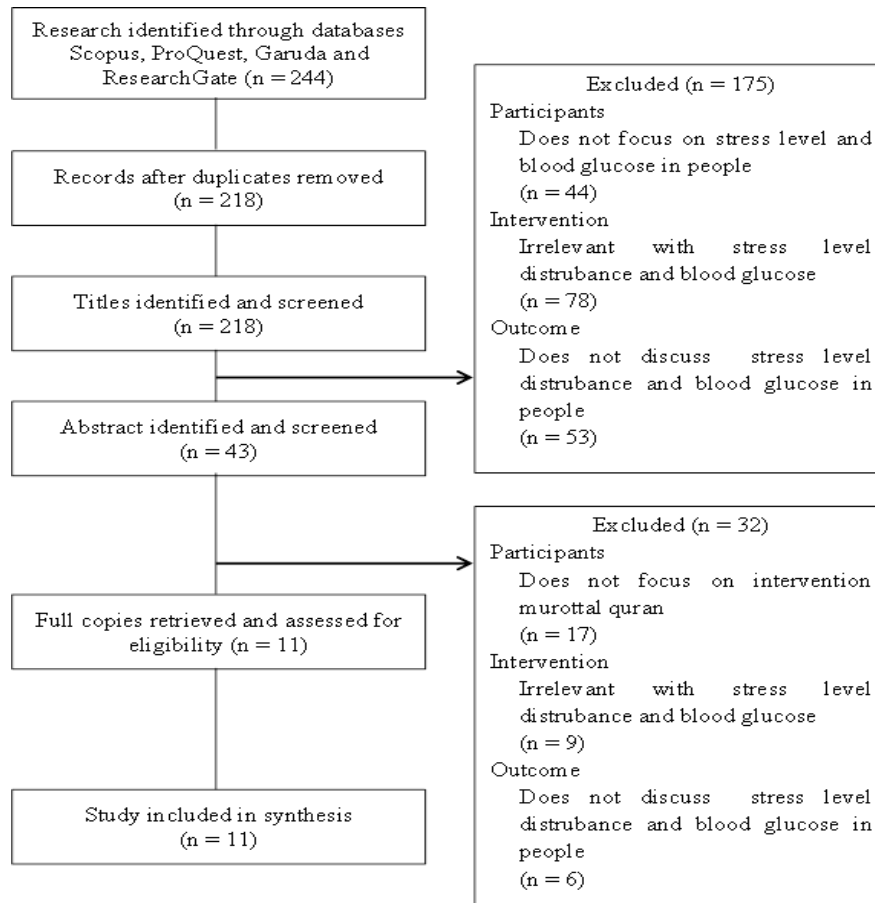 Research identified through databases
Scopus, ProQuest, Garuda and
ResearchGate (n = 244)
Records after duplicates removed
(n = 218)
Titles identified and screened
(n = 218)
Excluded (n = 175)
Participants
Does not focus on stress level and
blood glucose in people
(n = 44)
Intervention
Irrelevant with stress level
distrubance and blood glucose
(n = 78)
Outcome
Does not discuss stress level
distrubance and blood glucose in
people
(n = 53)
Abstract identified and screened
(n = 43)
Excluded (n = 32)
Participants
Does not focus on intervention
murottal quran
(n = 17)
Intervention
Irrelevant with stress level
distrubance and blood glucose
(n = 9)
Outcome
Does not discuss stress level
distrubance and blood glucose in
people
(n = 6)
Full copies retrieved and assessed for
eligibility (n = 11)
Study included in synthesis
(n = 11)